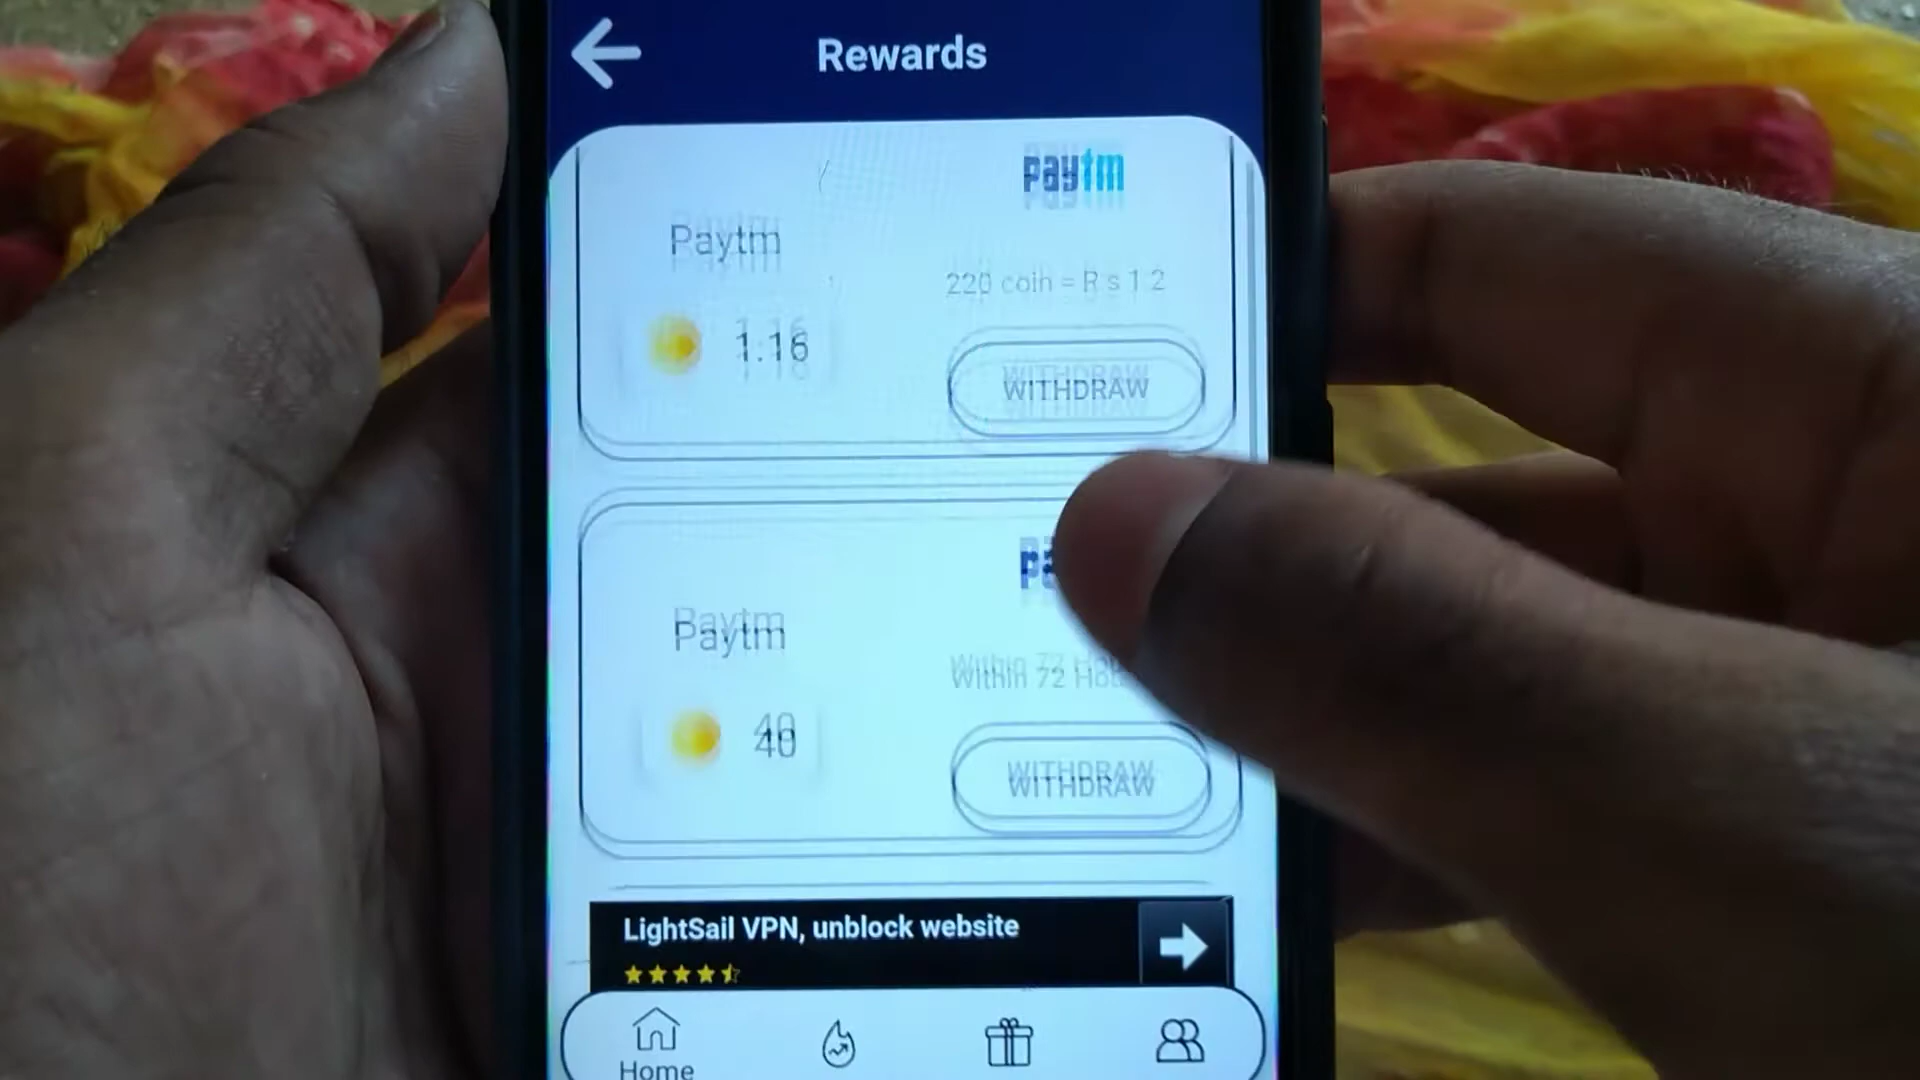 Rewards
paytm
Paytm
220 coin = R s 1 2
1.16
WITHDRAW
Paytm
Within 72
40
WITHDRAW
LightSail VPN, unblock website
Home